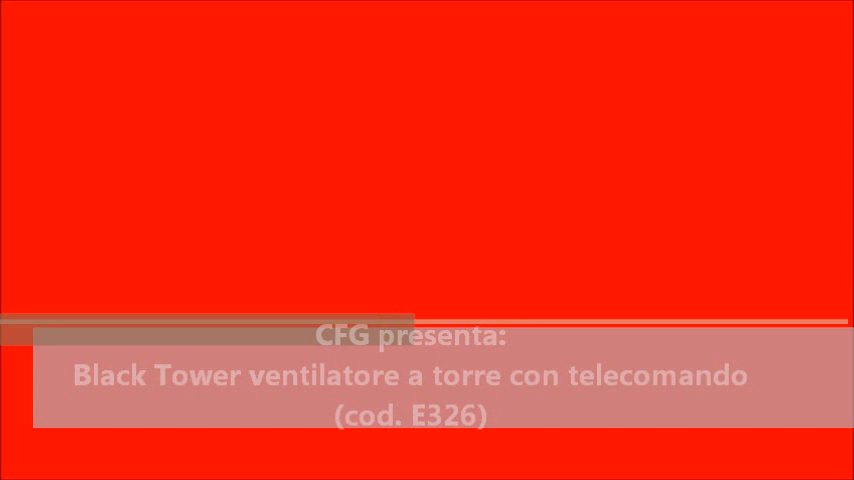 CFG presenta:
Black Tower ventilatore a torre con telecomando
(cod. E326)